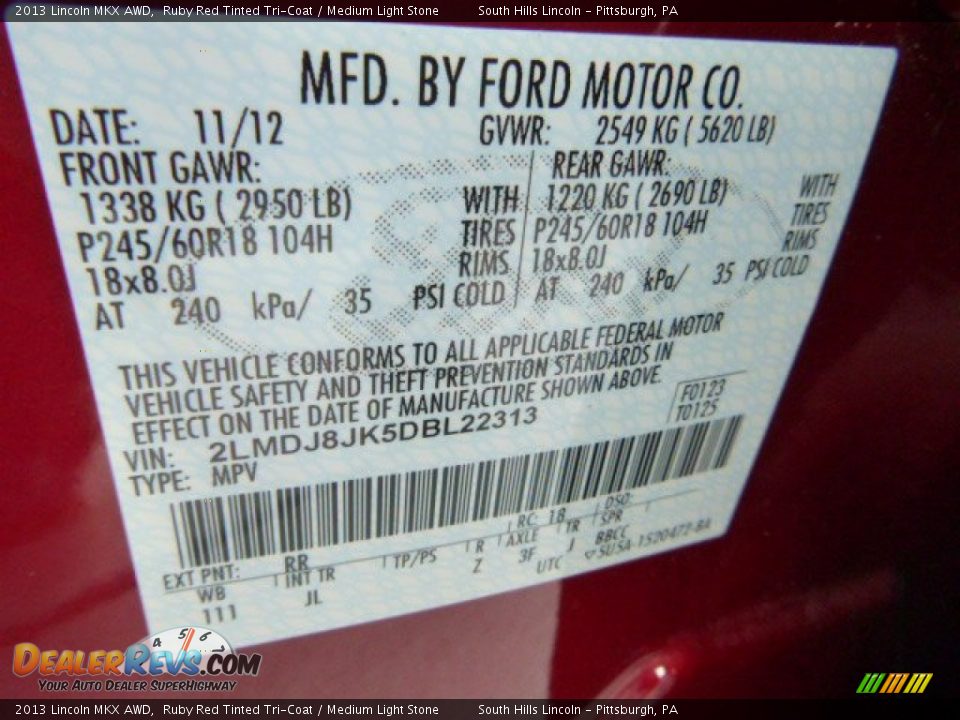 2013 Lincoln MKX AWD, Ruby Red Tinted Tri-Coat / Medium Light Stone South Hills Lincoln - Pittsburgh, PA
MFD. BY FORD MOTOR CO.
DATE: 11/12 GVWR: 2549 KG ( 5620 LB)
FRONT GAWR: REAR GAWR:
1338 KG ( 2950 LB) WITH 1220 KG ( 2690 LB) WITH
P245/60R18 104H TIRES P245/60R18 104H TIRES
18x8.0J RIMS 18x8.0J RIMS
AT 240 kPa/ 35 PSI COLD AT 240 kPa/ 35 PSI COLD
THIS VEHICLE CONFORMS TO ALL APPLICABLE FEDERAL MOTOR
VEHICLE SAFETY AND THEFT PREVENTION STANDARDS IN
EFFECT ON THE DATE OF MANUFACTURE SHOWN ABOVE.
F0123
T0125
VIN: 2LMDJ8JK5DBL22313
TYPE: MPV
EXT PNT: RR RC: 18 DSO:
WB INT TR TP/PS R AXLE TR SPR
111 JL Z 3F J BBCC
UTC
5 6
4 7
DealerRevs.com
Your Auto Dealer SuperHighway
2013 Lincoln MKX AWD, Ruby Red Tinted Tri-Coat / Medium Light Stone South Hills Lincoln - Pittsburgh, PA